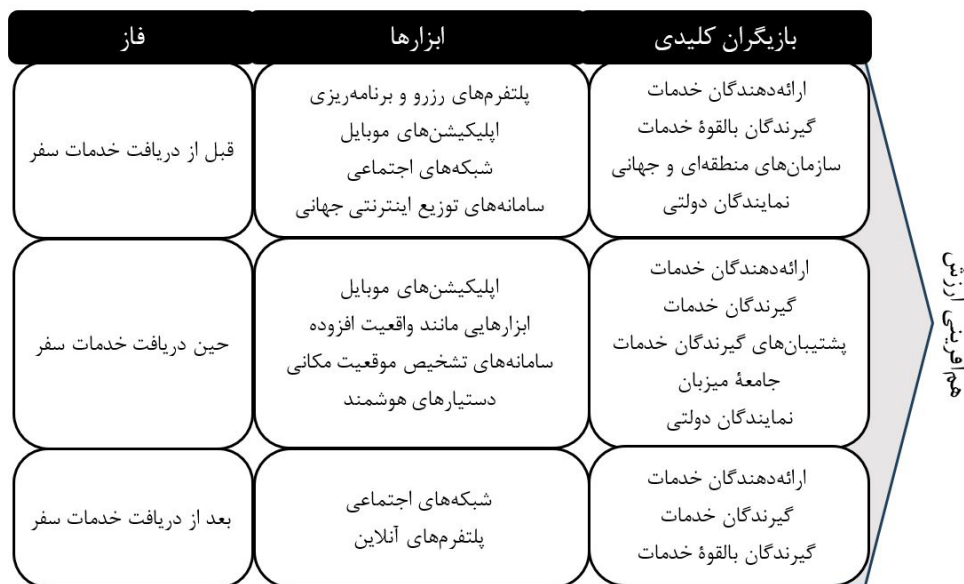 بازیگران کلیدی
ابزارها
فاز
ارائه‌دهندگان خدمات
گیرندگان بالقوهٔ خدمات
سازمان‌های منطقه‌ای و جهانی
نمایندگان دولتی
پلتفرم‌های رزرو و برنامه‌ریزی
اپلیکیشن‌های موبایل
شبکه‌های اجتماعی
سامانه‌های توزیع اینترنتی جهانی
قبل از دریافت خدمات سفر
ارائه‌دهندگان خدمات
گیرندگان خدمات
پشتیبان‌های گیرندگان خدمات
جامعهٔ میزبان
نمایندگان دولتی
اپلیکیشن‌های موبایل
ابزارهایی مانند واقعیت افزوده
سامانه‌های تشخیص موقعیت مکانی
دستیارهای هوشمند
حین دریافت خدمات سفر
ارائه‌دهندگان خدمات
گیرندگان خدمات
گیرندگان بالقوهٔ خدمات
شبکه‌های اجتماعی
پلتفرم‌های آنلاین
بعد از دریافت خدمات سفر
هم‌آفرینی ارزش